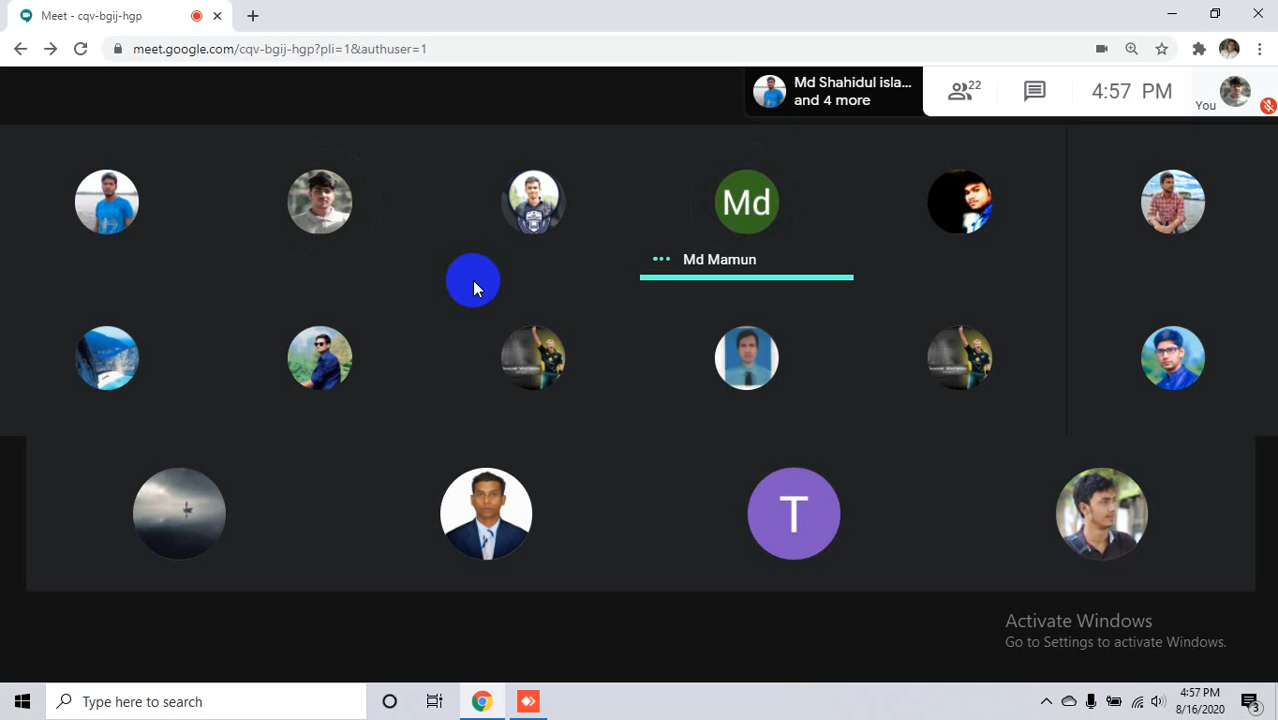 Meet - cqv-bgij-hgp
meet.google.com/cqv-bgij-hgp?pli=1&authuser=1
Md Shahidul isla...
and 4 more
22
4:57 PM
You
Md
Md Mamun
T
Activate Windows
Go to Settings to activate Windows.
Type here to search
4:57 PM
8/16/2020
3